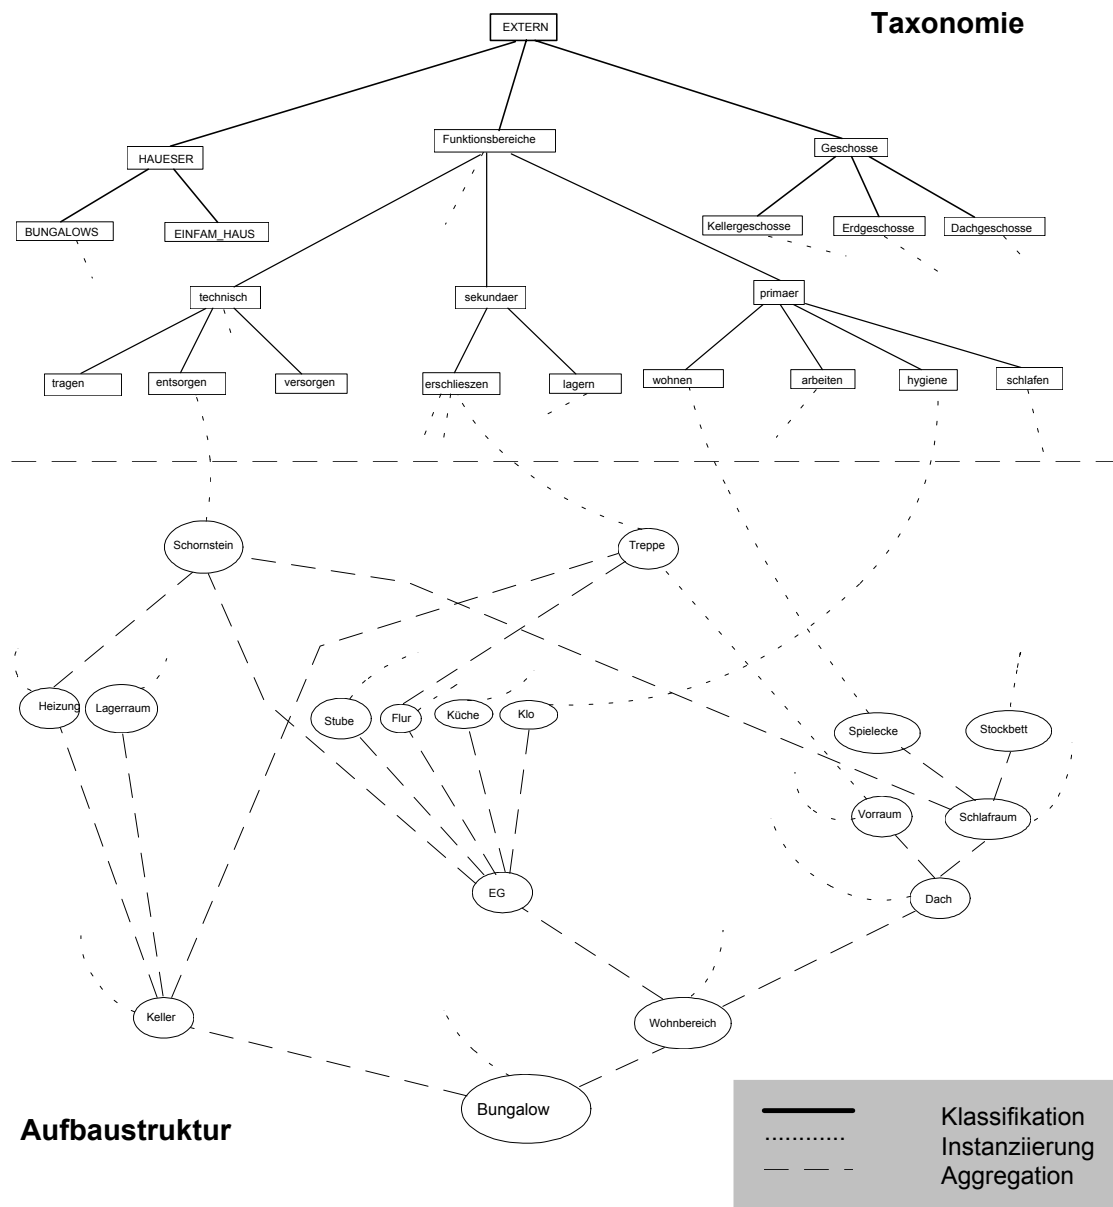 Taxonomie
EXTERN
Funktionsbereiche
HAUESER
Geschosse
BUNGALOWS
EINFAM_HAUS
Kellergeschosse
Erdgeschosse
Dachgeschosse
technisch
sekundaer
primaer
tragen
entsorgen
versorgen
erschlieszen
lagern
wohnen
arbeiten
hygiene
schlafen
Schornstein
Treppe
Heizung
Lagerraum
Stube
Flur
Küche
Klo
Spielecke
Stockbett
Vorraum
Schlafraum
EG
Dach
Keller
Wohnbereich
Bungalow
Aufbaustruktur
Klassifikation
Instanziierung
Aggregation